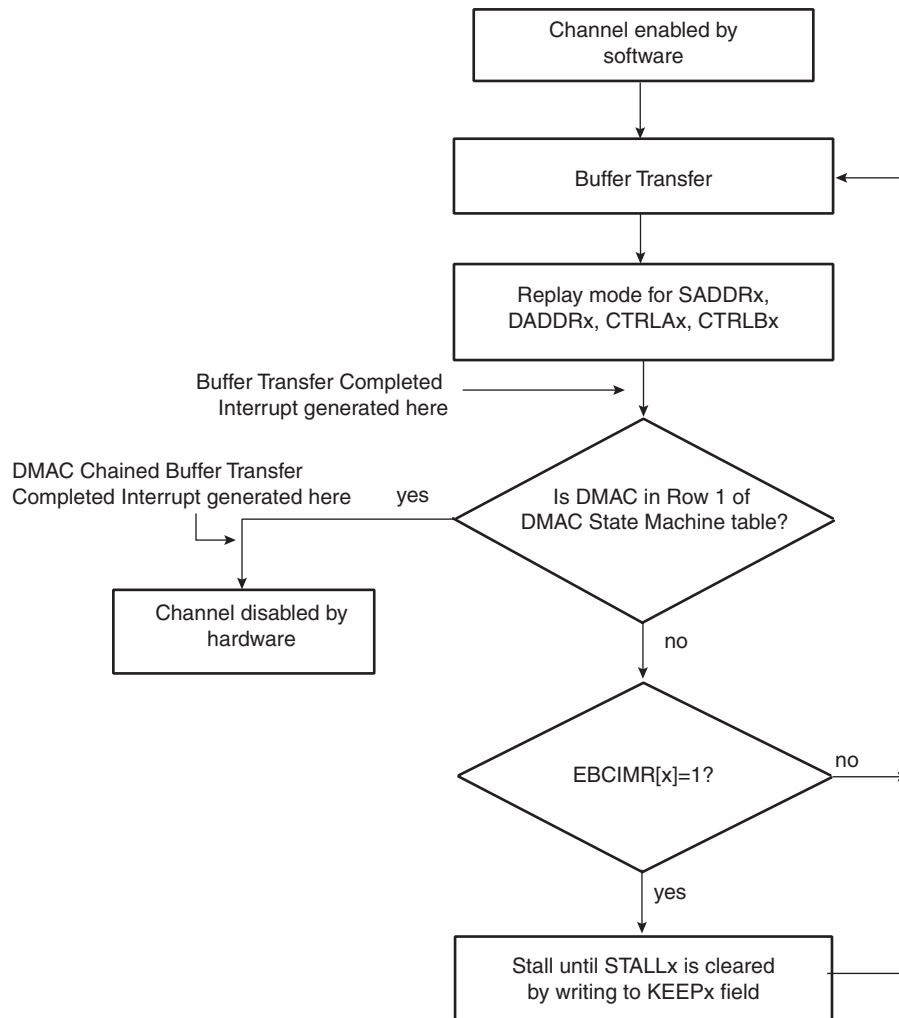 Channel enabled by
software
Buffer Transfer
Replay mode for SADDRx,
DADDRx, CTRLAx, CTRLBx
Buffer Transfer Completed
Interrupt generated here
DMAC Chained Buffer Transfer
Completed Interrupt generated here
yes
Is DMAC in Row 1 of
DMAC State Machine table?
Channel disabled by
hardware
no
EBCIMR[x]=1?
no
yes
Stall until STALLx is cleared
by writing to KEEPx field